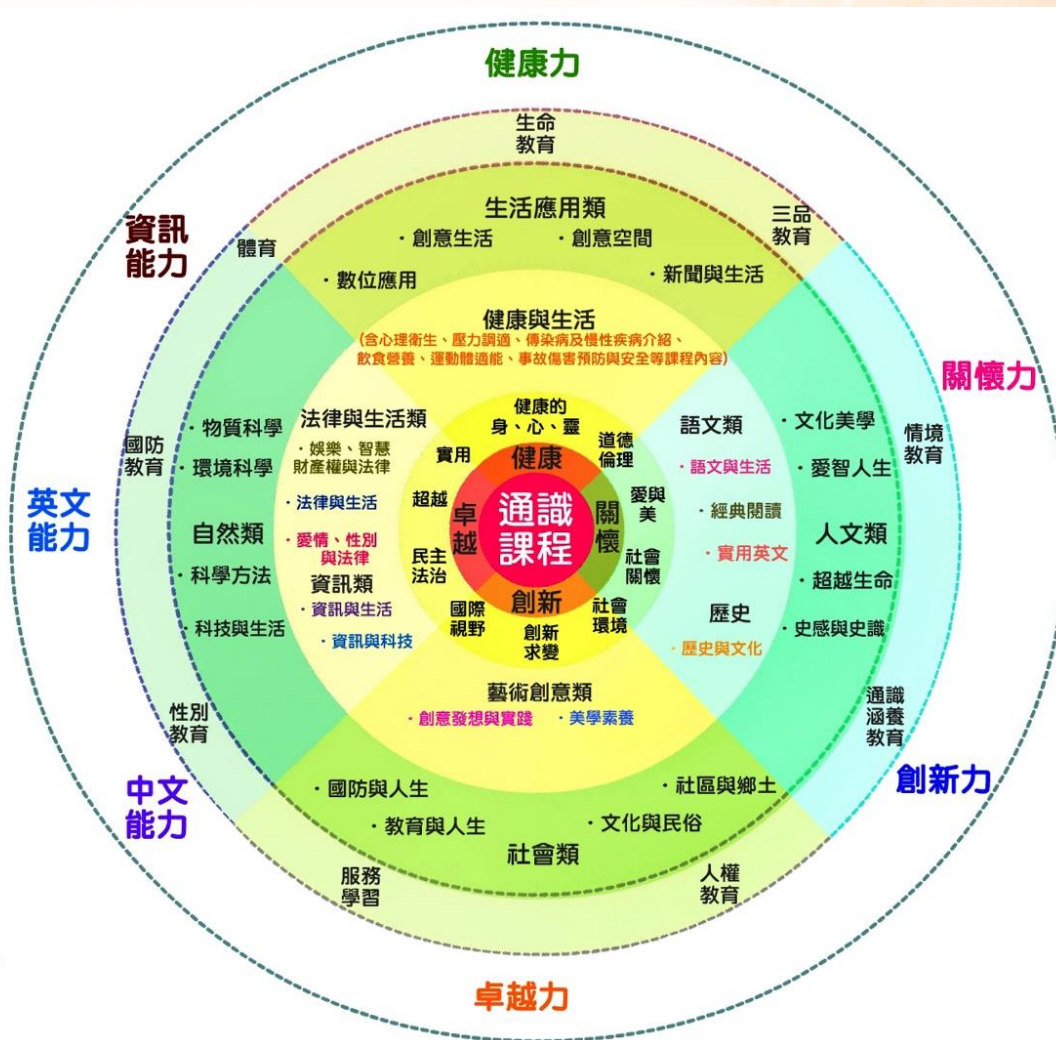 健康力
生命
教育
三品
教育
體育
資訊
能力
生活應用類
・創意生活
・創意空間
・數位應用
・新聞與生活
健康與生活
(含心理衛生、壓力調適、傳染病及慢性疾病介紹、
飲食營養、運動體適能、事故傷害預防與安全等課程內容)
關懷力
情境
教育
國防
教育
英文
能力
・物質科學
・環境科學
自然類
・科學方法
・科技與生活
法律與生活類
・娛樂、智慧
財產權與法律
・法律與生活
・愛情、性別
與法律
資訊類
・資訊與生活
・資訊與科技
健康的
身、心、靈
實用
道德
倫理
超越
愛與
美
民主
法治
社會
關懷
國際
視野
創新
求變
社會
環境
健康
卓越
關懷
創新
通識
課程
語文類
・語文與生活
・經典閱讀
・實用英文
歷史
・歷史與文化
・文化美學
・愛智人生
人文類
・超越生命
・史感與史識
藝術創意類
・創意發想與實踐
・美學素養
性別
教育
通識
涵養
教育
中文
能力
創新力
・國防與人生
・社區與鄉土
・教育與人生
・文化與民俗
社會類
服務
學習
人權
教育
卓越力